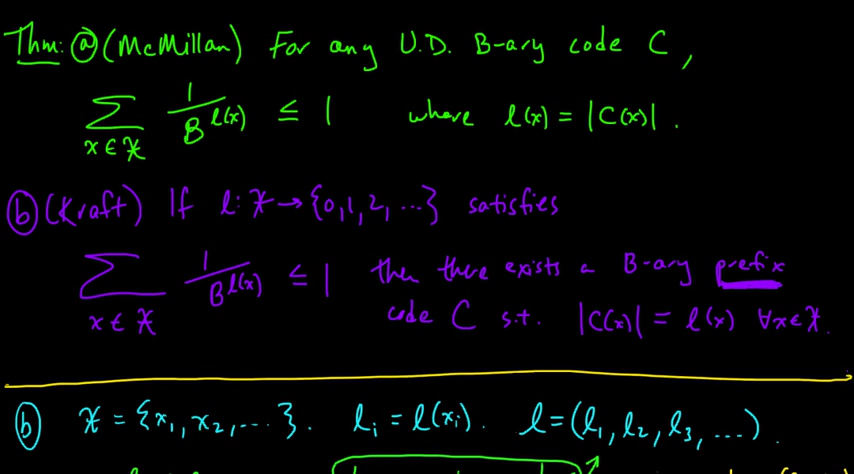 Thm: ⓐ (McMillan) For any U.D. B-ary code C,
∑_{x∈𝒳} 1/B^{l(x)} ≤ 1 where l(x) = |C(x)|.
ⓑ (Kraft) If l: 𝒳→{0,1,2,...} satisfies
∑_{x∈𝒳} 1/B^{l(x)} ≤ 1 then there exists a B-ary prefix
code C s.t. |C(x)| = l(x) ∀x∈𝒳.
ⓑ 𝒳 = {x₁, x₂, ...}. lᵢ = l(xᵢ). l = (l₁, l₂, l₃, ...).